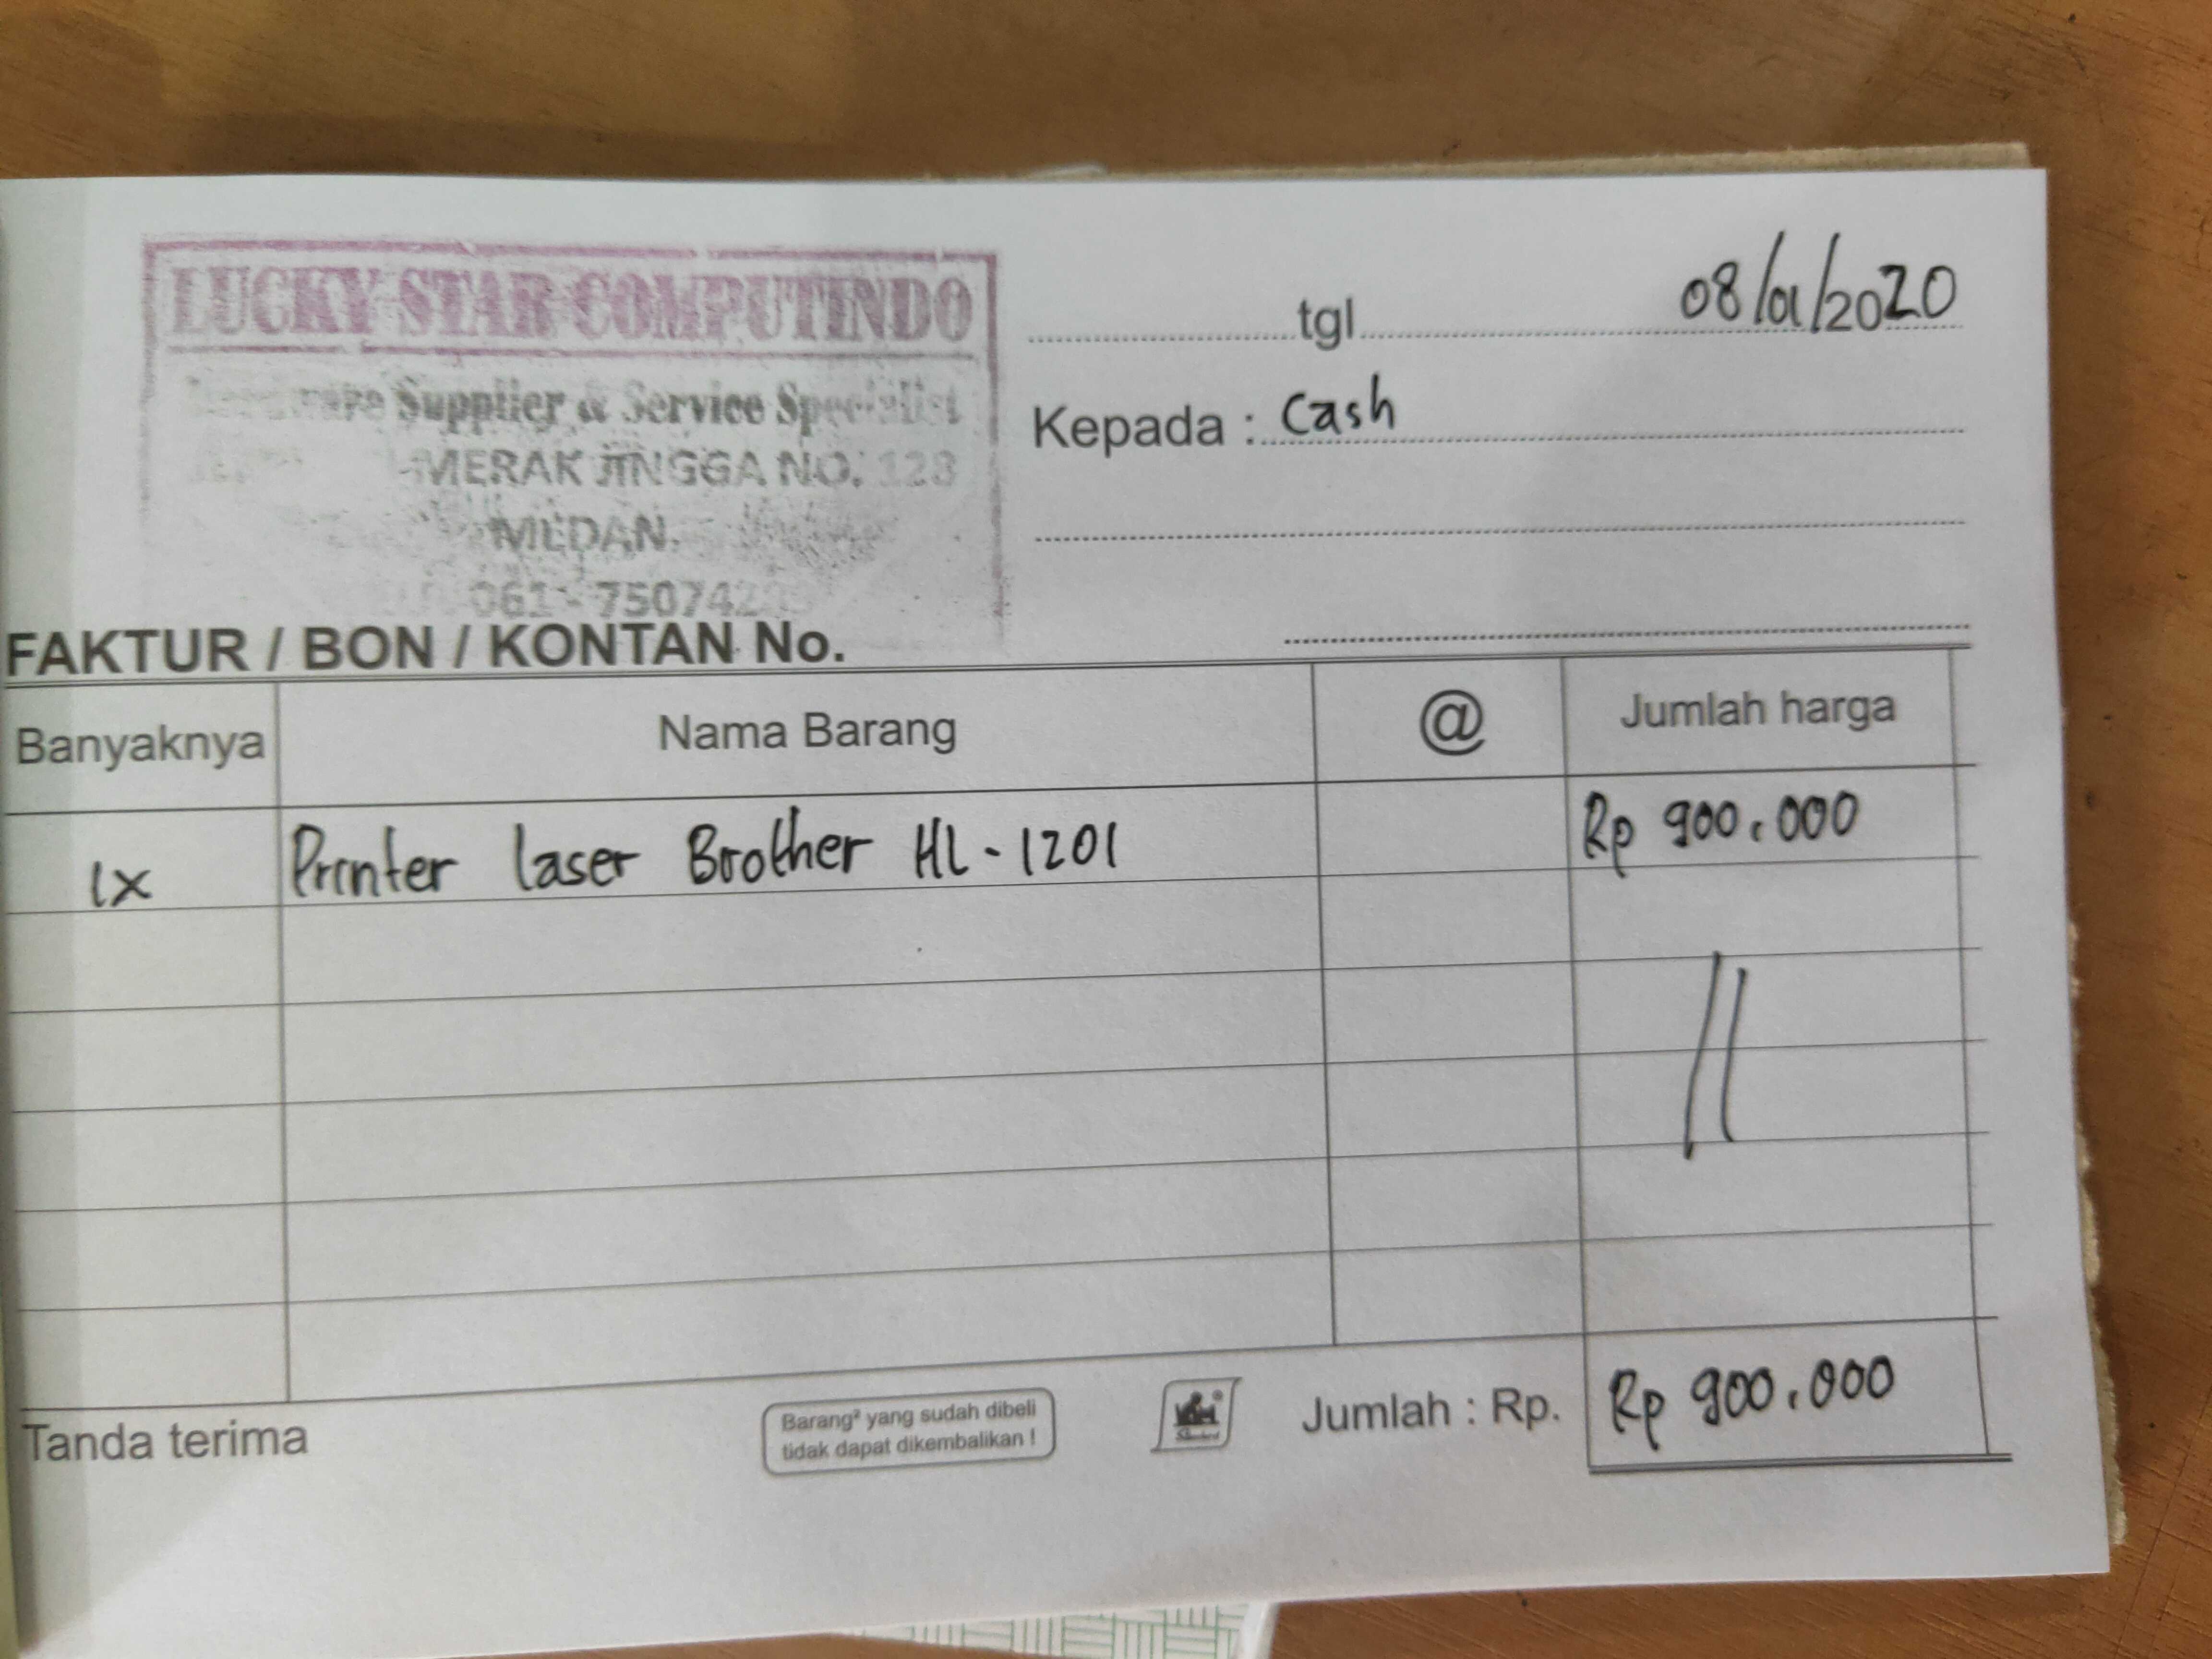 LUCKY STAR COMPUTINDO
Supplier & Service Specialist
MERAK JINGGA NO. 128
MEDAN.
061 -
tgl 08/01/2020
Kepada : Cash
FAKTUR / BON / KONTAN No.
Banyaknya Nama Barang @ Jumlah harga
1x Printer laser Brother HL-1201 Rp 900.000
Tanda terima
Barang² yang sudah dibeli
tidak dapat dikembalikan !
Jumlah : Rp. Rp 900.000